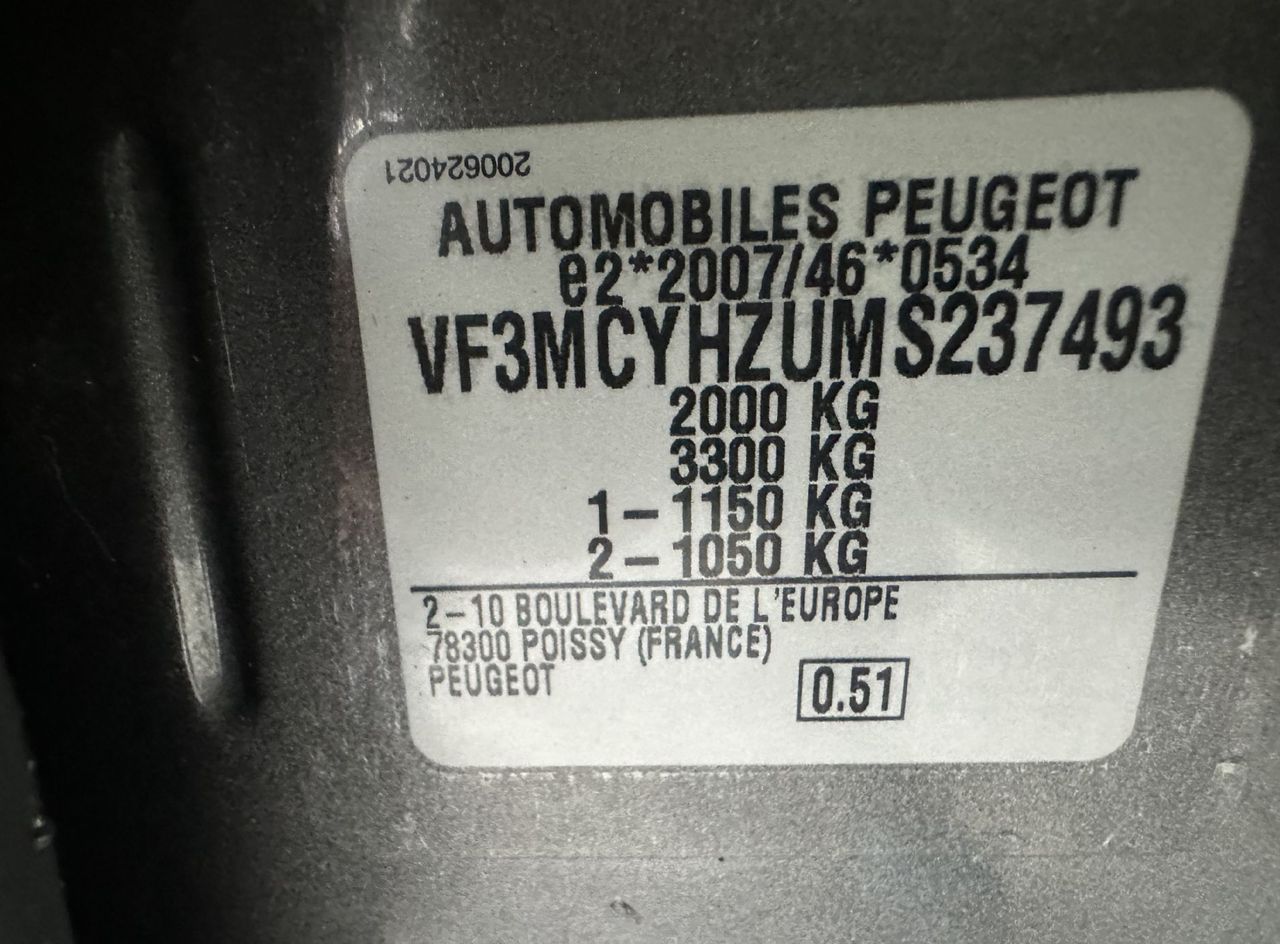 200624021
AUTOMOBILES PEUGEOT
e2*2007/46*0534
VF3MCYHZUMS237493
2000 KG
3300 KG
1-1150 KG
2-1050 KG
2-10 BOULEVARD DE L'EUROPE
78300 POISSY (FRANCE)
PEUGEOT
0.51